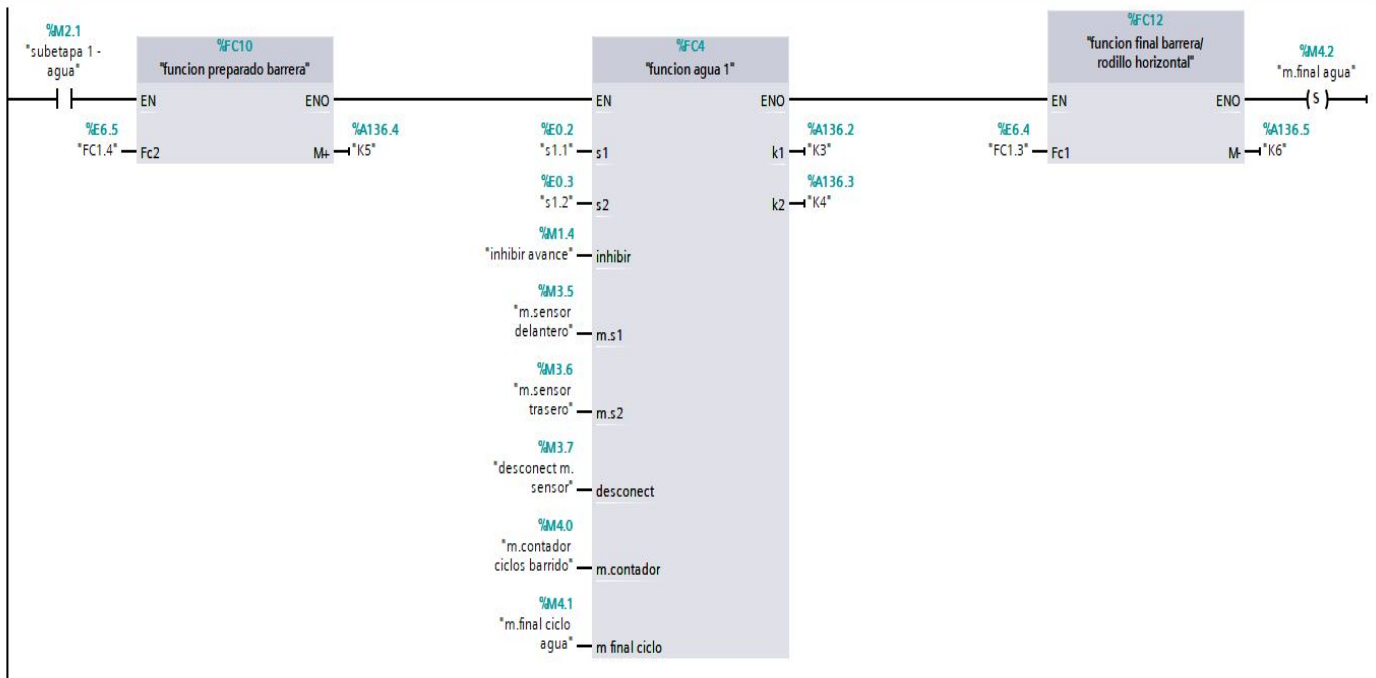 %M2.1
"subetapa 1 -
agua"
%FC10
"funcion preparado barrera"
EN
ENO
%E6.5
"FC1.4"
Fc2
M+
%A136.4
"K5"
%FC4
"funcion agua 1"
EN
ENO
%E0.2
"s1.1"
s1
k1
%A136.2
"K3"
%E0.3
"s1.2"
s2
k2
%A136.3
"K4"
%M1.4
"inhibir avance"
inhibir
%M3.5
"m.sensor
delantero"
m.s1
%M3.6
"m.sensor
trasero"
m.s2
%M3.7
"desconect m.
sensor"
desconect
%M4.0
"m.contador
ciclos barrido"
m.contador
%M4.1
"m.final ciclo
agua"
m final ciclo
%FC12
"funcion final barrera/
rodillo horizontal"
EN
ENO
%E6.4
"FC1.3"
Fc1
M-
%A136.5
"K6"
%M4.2
"m.final agua"
S